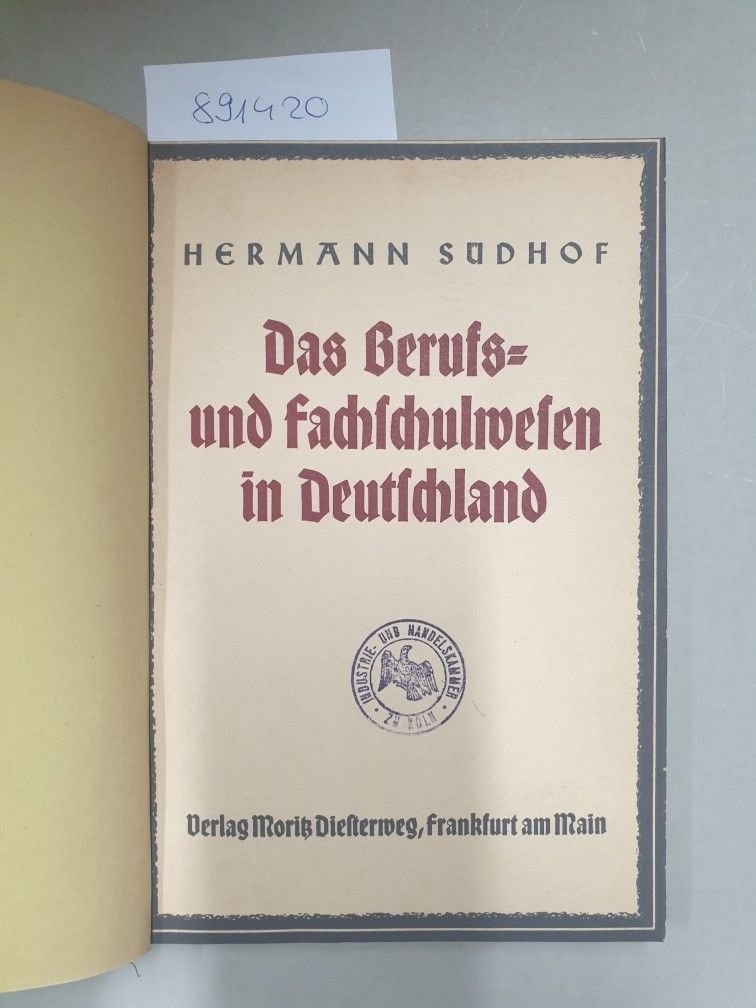 891420
HERMANN SÜDHOF
Das Berufs=
und Fachſchulweſen
in Deutſchland
INDUSTRIE- UND HANDELSKAMMER
ZU KÖLN
Verlag Moritz Dieſterweg, Frankfurt am Main